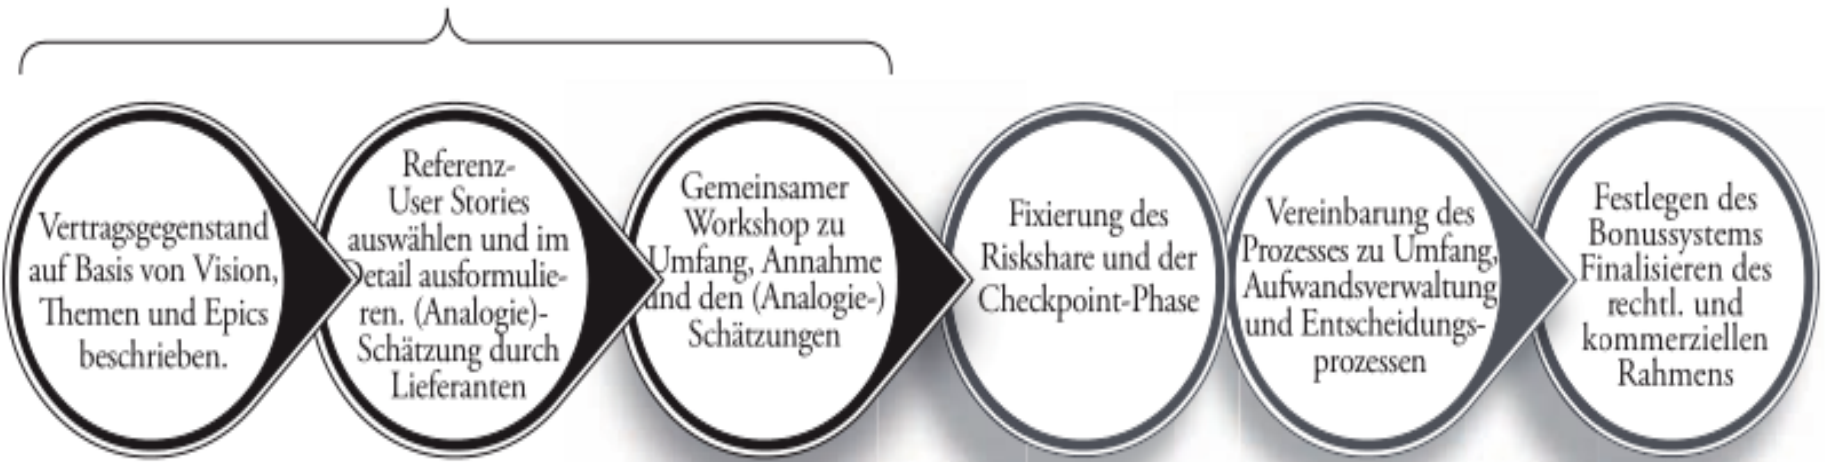 Vertragsgegenstand
auf Basis von Vision,
Themen und Epics
beschrieben.
Referenz-
User Stories
auswählen und im
Detail ausformulie-
ren. (Analogie)-
Schätzung durch
Lieferanten
Gemeinsamer
Workshop zu
Umfang, Annahme
und den (Analogie-)
Schätzungen
Fixierung des
Riskshare und der
Checkpoint-Phase
Vereinbarung des
Prozesses zu Umfang,
Aufwandsverwaltung
und Entscheidungs-
prozessen
Festlegen des
Bonussystems
Finalisieren des
rechtl. und
kommerziellen
Rahmens